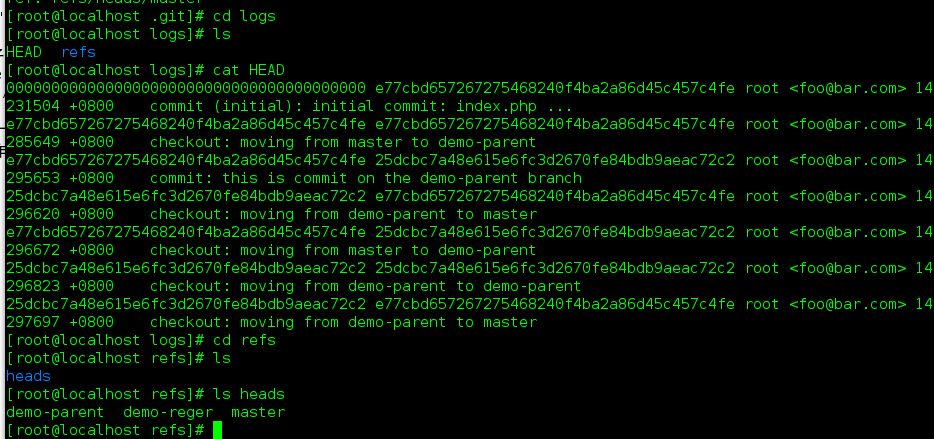 [root@localhost .git]# cd logs
[root@localhost logs]# ls
HEAD  refs
[root@localhost logs]# cat HEAD
0000000000000000000000000000000000000000 e77cbd657267275468240f4ba2a86d45c457c4fe root <foo@bar.com> 14
231504 +0800    commit (initial): initial commit: index.php ...
e77cbd657267275468240f4ba2a86d45c457c4fe e77cbd657267275468240f4ba2a86d45c457c4fe root <foo@bar.com> 14
285649 +0800    checkout: moving from master to demo-parent
e77cbd657267275468240f4ba2a86d45c457c4fe 25dcbc7a48e615e6fc3d2670fe84bdb9aeac72c2 root <foo@bar.com> 14
295653 +0800    commit: this is commit on the demo-parent branch
25dcbc7a48e615e6fc3d2670fe84bdb9aeac72c2 e77cbd657267275468240f4ba2a86d45c457c4fe root <foo@bar.com> 14
296620 +0800    checkout: moving from demo-parent to master
e77cbd657267275468240f4ba2a86d45c457c4fe 25dcbc7a48e615e6fc3d2670fe84bdb9aeac72c2 root <foo@bar.com> 14
296672 +0800    checkout: moving from master to demo-parent
25dcbc7a48e615e6fc3d2670fe84bdb9aeac72c2 25dcbc7a48e615e6fc3d2670fe84bdb9aeac72c2 root <foo@bar.com> 14
296823 +0800    checkout: moving from demo-parent to demo-parent
25dcbc7a48e615e6fc3d2670fe84bdb9aeac72c2 e77cbd657267275468240f4ba2a86d45c457c4fe root <foo@bar.com> 14
297697 +0800    checkout: moving from demo-parent to master
[root@localhost logs]# cd refs
[root@localhost refs]# ls
heads
[root@localhost refs]# ls heads
demo-parent  demo-reger  master
[root@localhost refs]#